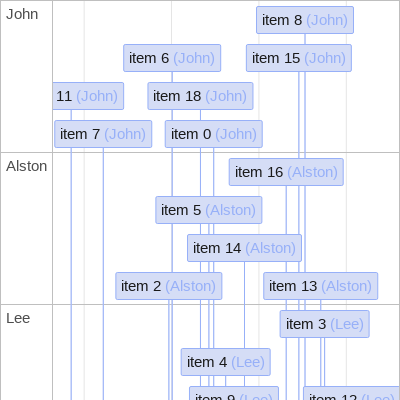 John
item 8 (John)
item 6 (John)
item 15 (John)
11 (John)
item 18 (John)
item 7 (John)
item 0 (John)
Alston
item 16 (Alston)
item 5 (Alston)
item 14 (Alston)
item 2 (Alston)
item 13 (Alston)
Lee
item 3 (Lee)
item 4 (Lee)
item 9 (Lee)
item 12 (Lee)